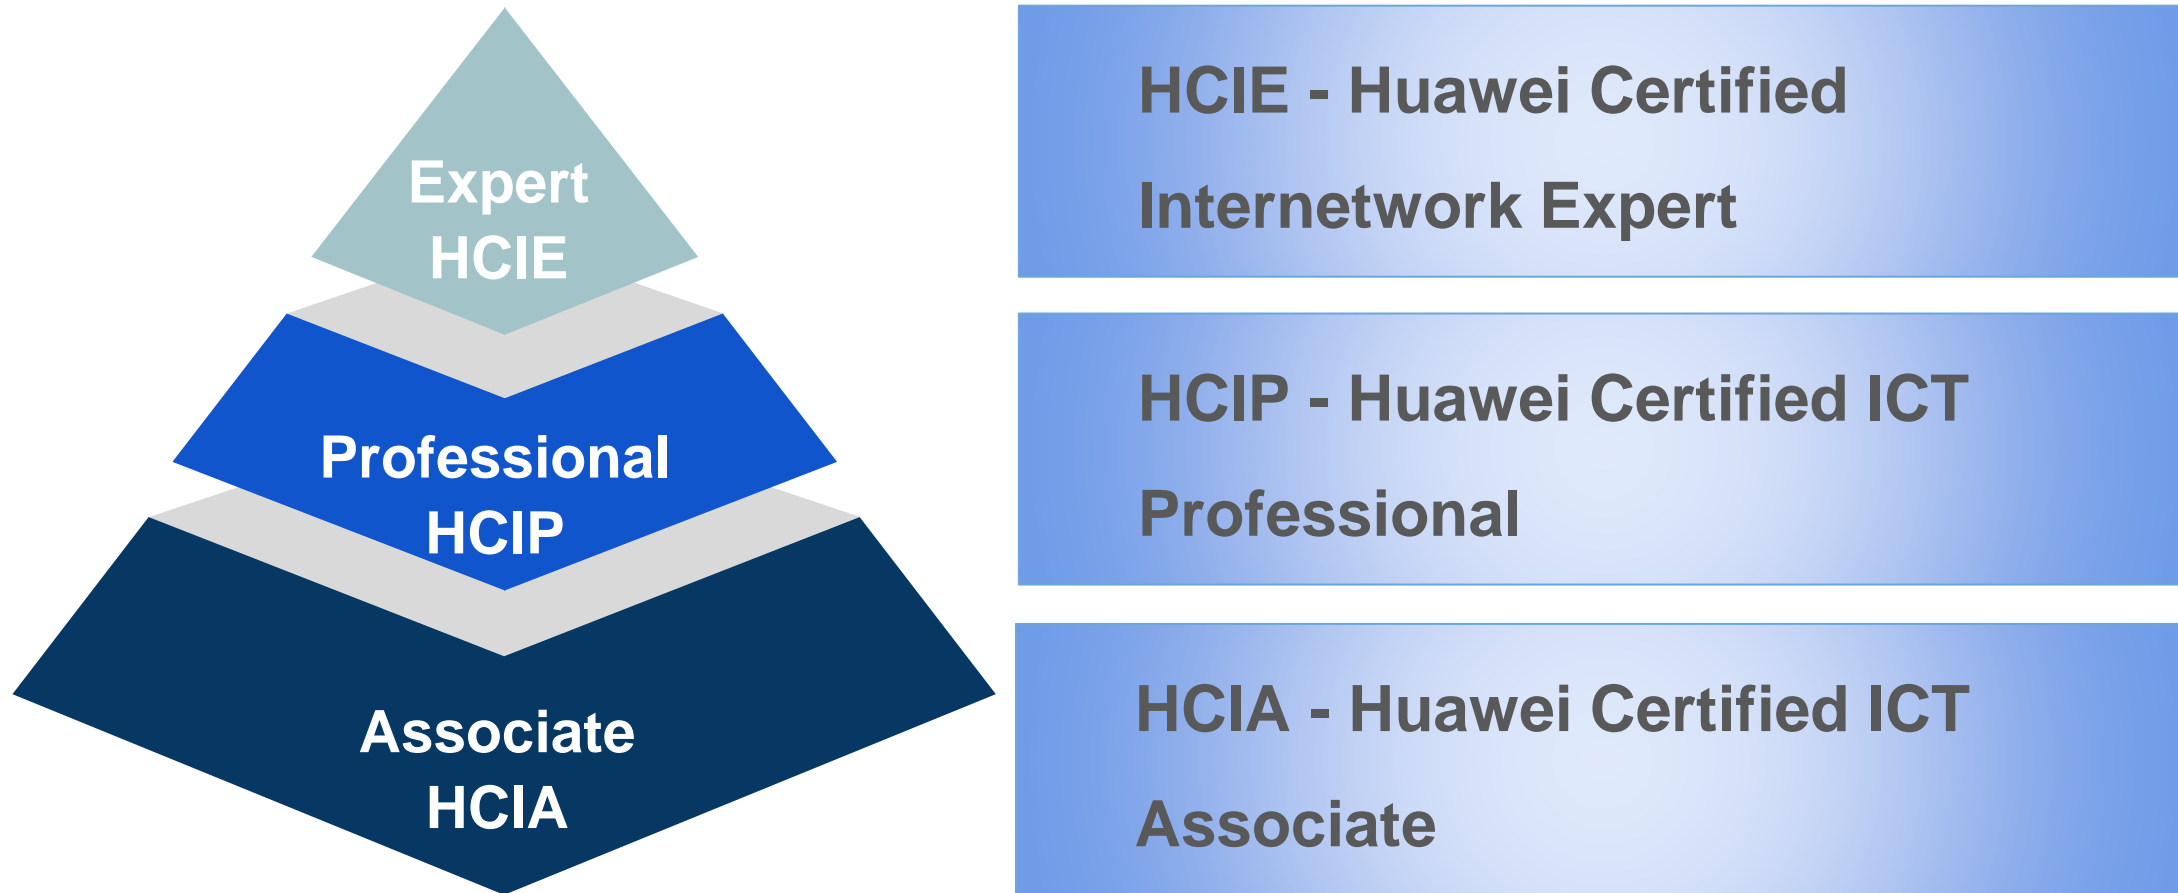 Expert
HCIE
Professional
HCIP
Associate
HCIA
HCIE - Huawei Certified
Internetwork Expert
HCIP - Huawei Certified ICT
Professional
HCIA - Huawei Certified ICT
Associate